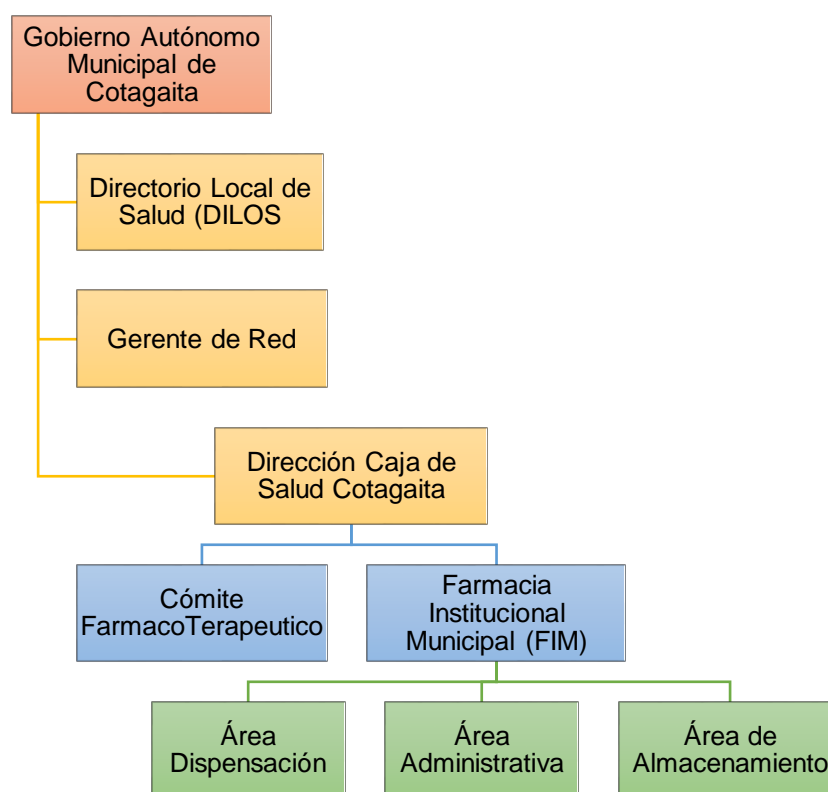 Gobierno Autónomo
Municipal de
Cotagaita
Directorio Local de
Salud (DILOS
Gerente de Red
Dirección Caja de
Salud Cotagaita
Cómite
FarmacoTerapeutico
Farmacia
Institucional
Municipal (FIM)
Área
Dispensación
Área
Administrativa
Área de
Almacenamiento